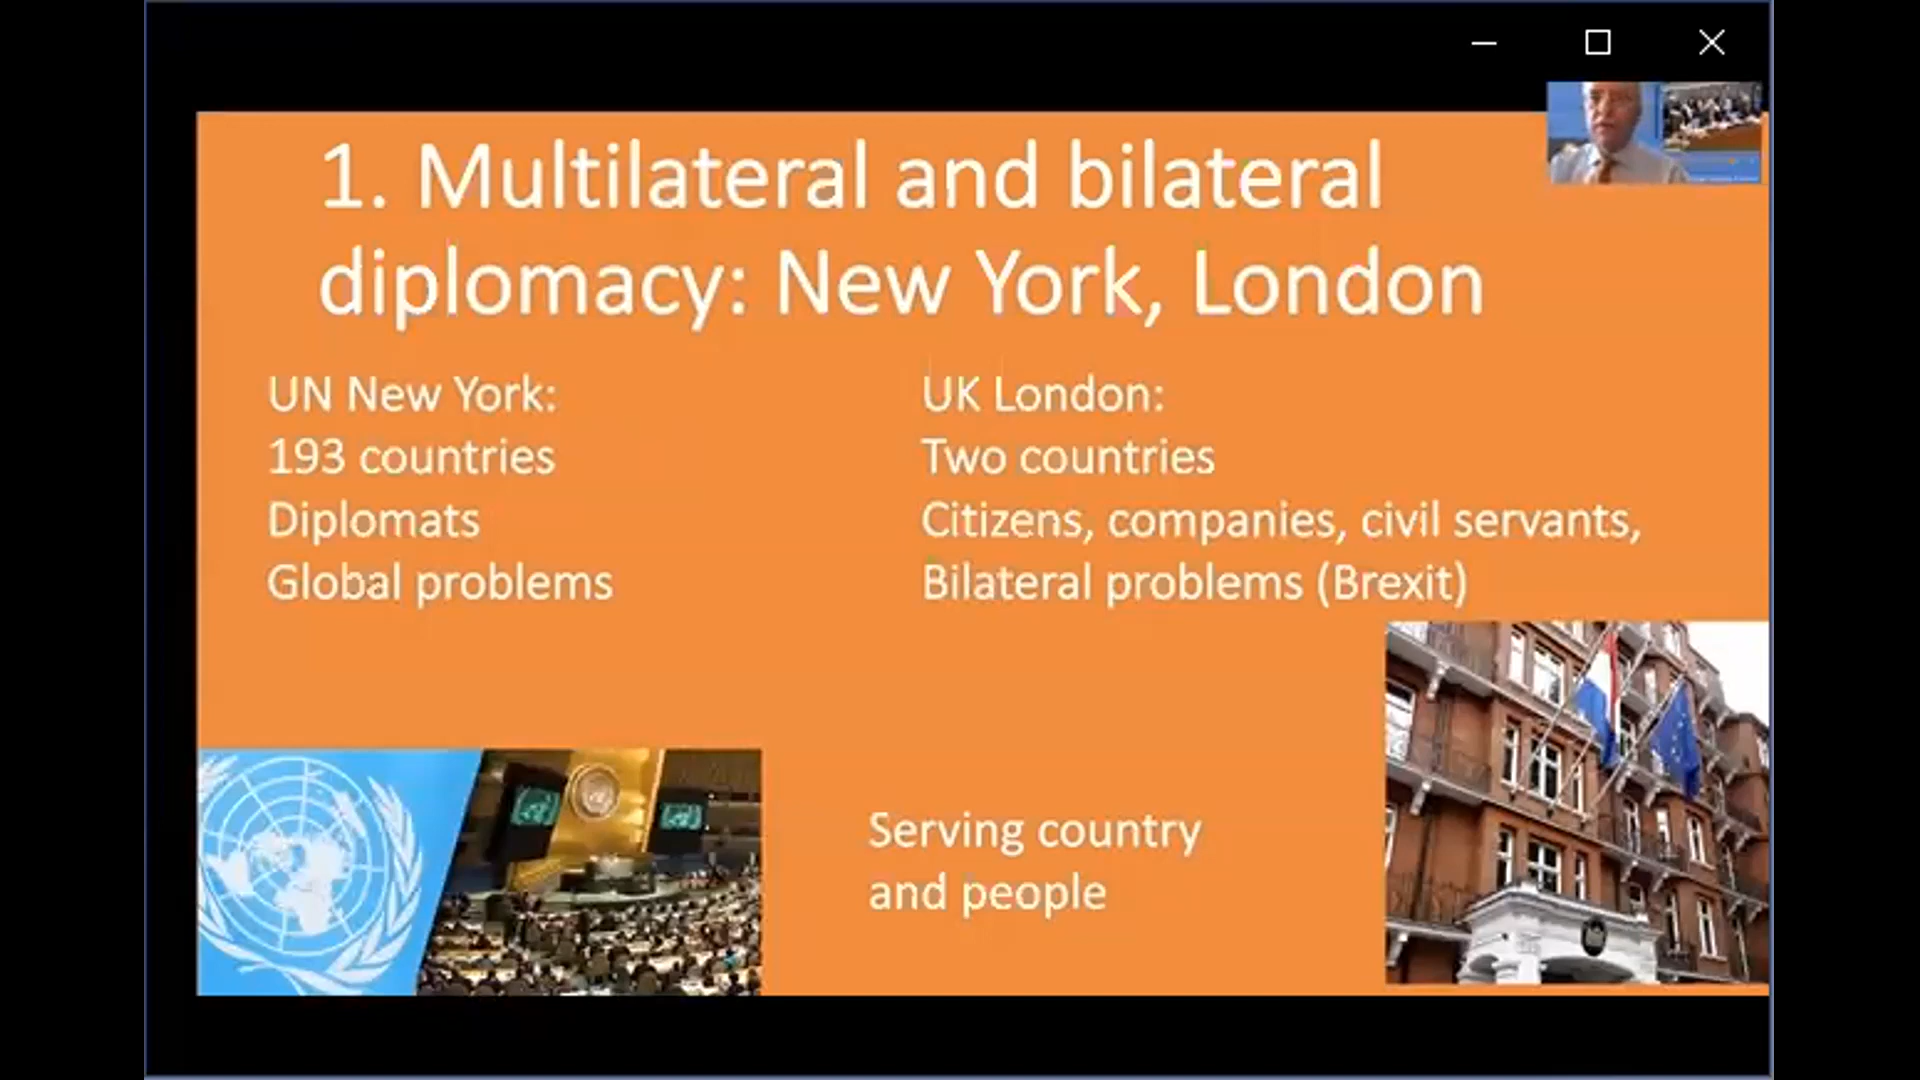 1. Multilateral and bilateral
diplomacy: New York, London
UN New York:
193 countries
Diplomats
Global problems
UK London:
Two countries
Citizens, companies, civil servants,
Bilateral problems (Brexit)
Serving country
and people